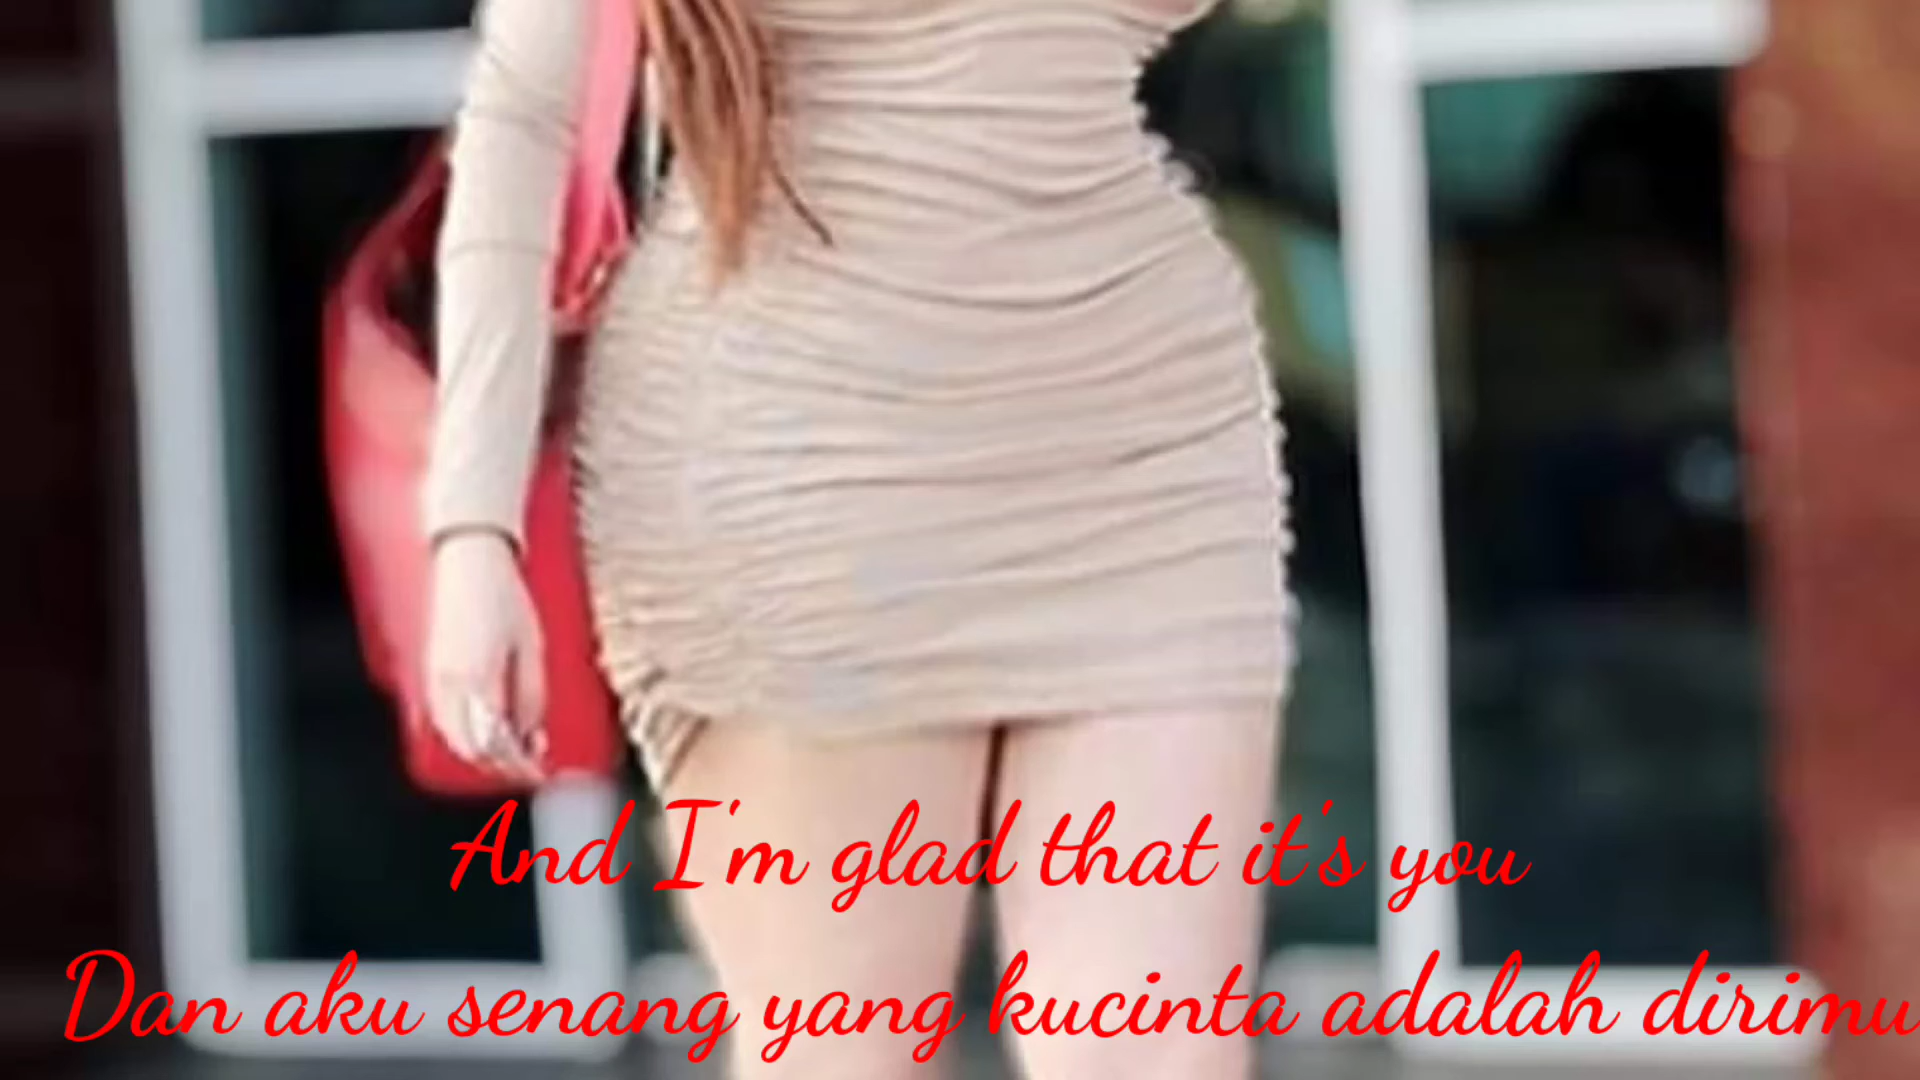 And I'm glad that it's you
Dan aku senang yang kucinta adalah dirimu